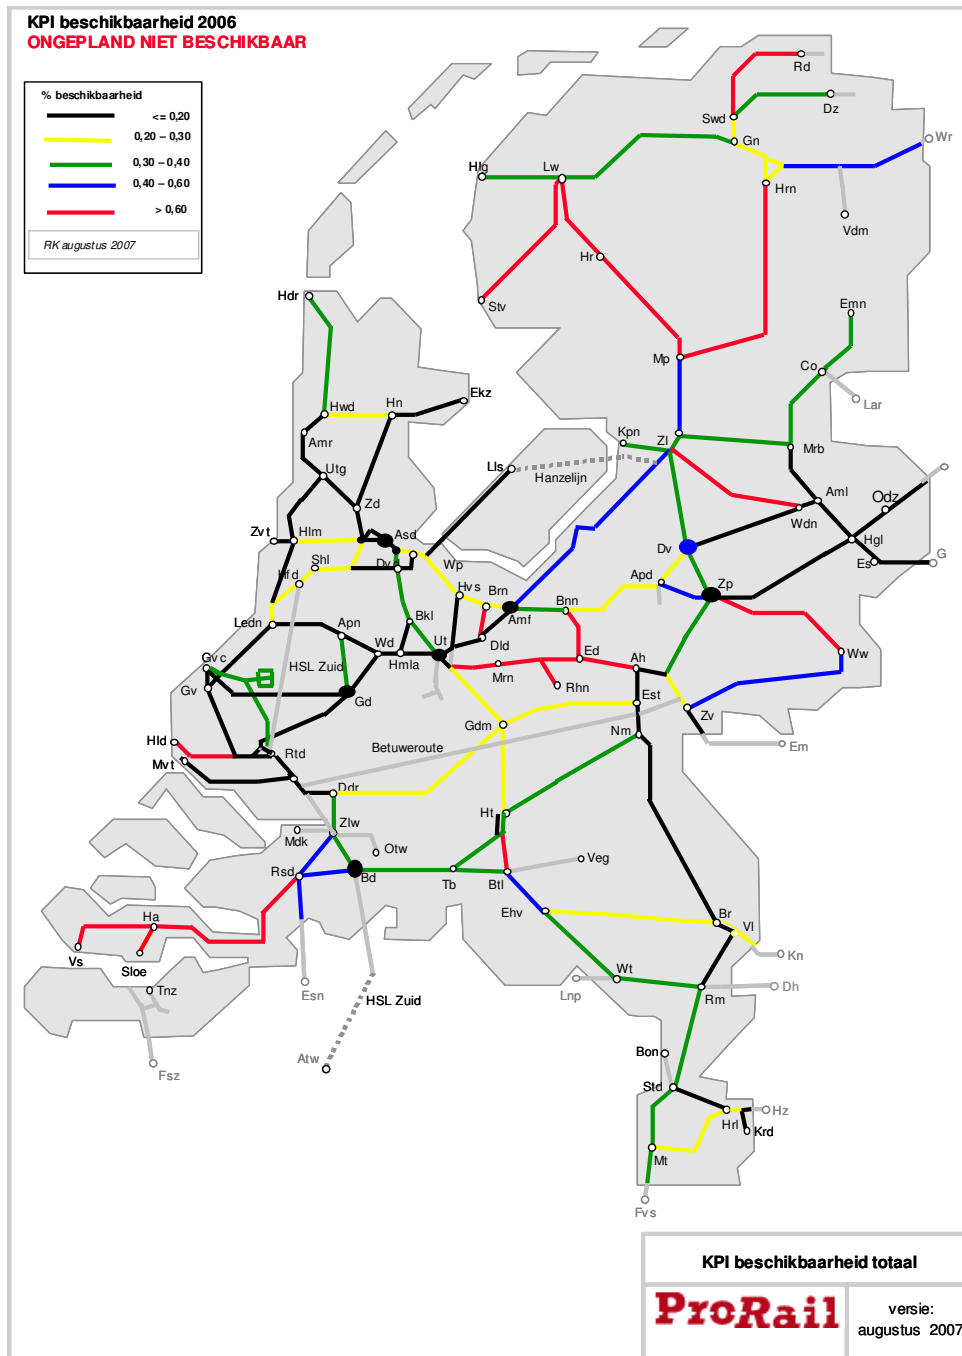 KPI beschikbaarheid 2006
ONGEPLAND NIET BESCHIKBAAR
% beschikbaarheid
<= 0,20
0,20 – 0,30
0,30 – 0,40
0,40 – 0,60
> 0,60
RK augustus 2007
Rd
Dz
Swd
Gn
Wr
Hlg
Lw
Hrn
Vdm
Hr
Stv
Hdr
Emn
Mp
Co
Lar
Ekz
Hwd
Hn
Amr
Kpn
Zl
Mrb
Utg
Lls
Hanzelijn
Aml
Odz
Zd
Wdn
Zvt
Hlm
Asd
Hgl
Dv
Es
G
Shl
Dv
Wp
Hfd
Hvs
Brn
Apd
Zp
Bnn
Amf
Ledn
Apn
Bkl
Ut
Wd
Hmla
Dld
Ed
Ww
Gvc
HSL Zuid
Mrn
Ah
Gv
Gd
Rhn
Est
Zv
Gdm
Nm
Hld
Rtd
Betuweroute
Em
Mvt
Ddr
Ht
Zlw
Mdk
Otw
Veg
Rsd
Bd
Tb
Btl
Ehv
Br
Ha
Vl
Vs
Sloe
Kn
Tnz
Esn
HSL Zuid
Lnp
Wt
Rm
Dh
Atw
Bon
Fsz
Std
Hz
Hrl
Krd
Mt
Fvs
KPI beschikbaarheid totaal
ProRail
versie:
augustus 2007